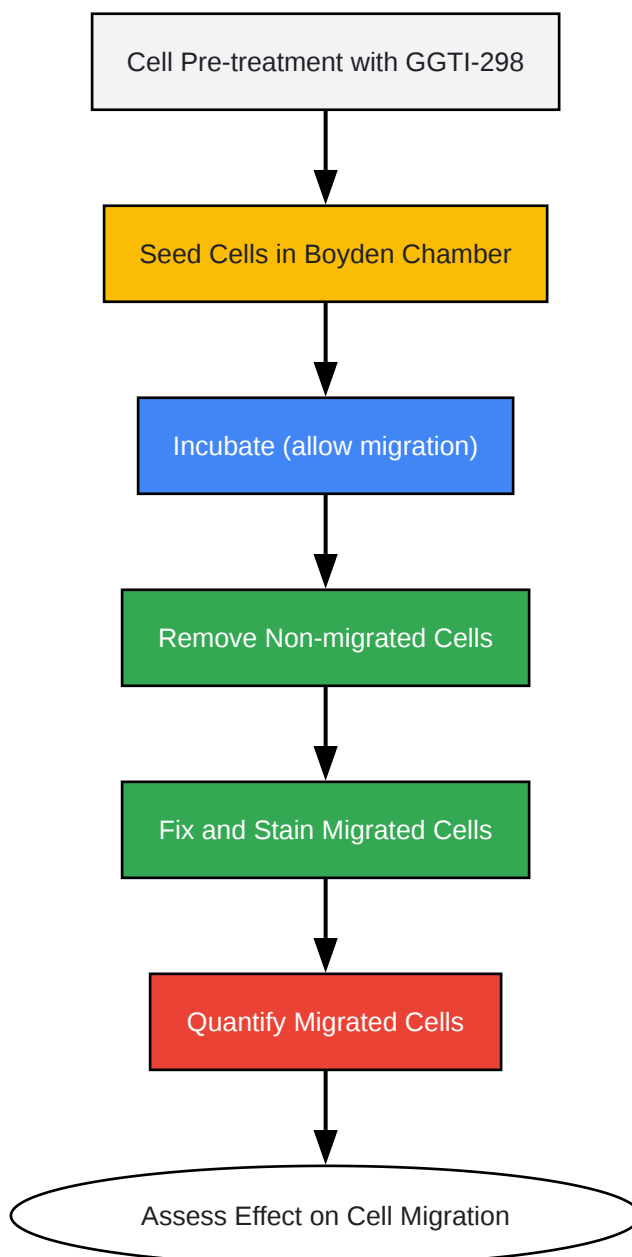 Cell Pre-treatment with GGTI-298
Seed Cells in Boyden Chamber
Incubate (allow migration)
Remove Non-migrated Cells
Fix and Stain Migrated Cells
Quantify Migrated Cells
Assess Effect on Cell Migration